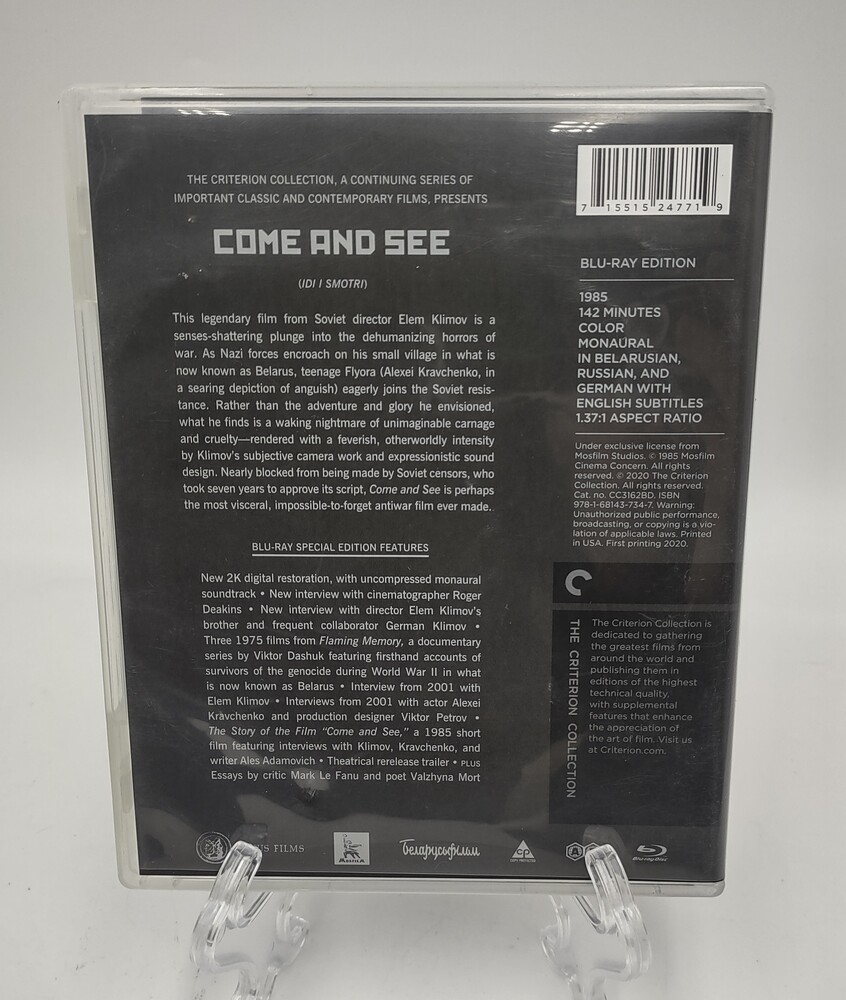 THE CRITERION COLLECTION, A CONTINUING SERIES OF
IMPORTANT CLASSIC AND CONTEMPORARY FILMS, PRESENTS
COME AND SEE
(IDI I SMOTRI)
This legendary film from Soviet director Elem Klimov is a
senses-shattering plunge into the dehumanizing horrors of
war. As Nazi forces encroach on his small village in what is
now known as Belarus, teenage Flyora (Alexei Kravchenko, in
a searing depiction of anguish) eagerly joins the Soviet resis-
tance. Rather than the adventure and glory he envisioned,
what he finds is a waking nightmare of unimaginable carnage
and cruelty—rendered with a feverish, otherworldly intensity
by Klimov's subjective camera work and expressionistic sound
design. Nearly blocked from being made by Soviet censors, who
took seven years to approve its script, Come and See is perhaps
the most visceral, impossible-to-forget antiwar film ever made.
BLU-RAY SPECIAL EDITION FEATURES
New 2K digital restoration, with uncompressed monaural
soundtrack • New interview with cinematographer Roger
Deakins • New interview with director Elem Klimov's
brother and frequent collaborator German Klimov •
Three 1975 films from Flaming Memory, a documentary
series by Viktor Dashuk featuring firsthand accounts of
survivors of the genocide during World War II in what
is now known as Belarus • Interview from 2001 with
Elem Klimov • Interviews from 2001 with actor Alexei
Kravchenko and production designer Viktor Petrov •
The Story of the Film "Come and See," a 1985 short
film featuring interviews with Klimov, Kravchenko, and
writer Ales Adamovich • Theatrical rerelease trailer • PLUS
Essays by critic Mark Le Fanu and poet Valzhyna Mort
7 15515 24771 9
BLU-RAY EDITION
1985
142 MINUTES
COLOR
MONAURAL
IN BELARUSIAN,
RUSSIAN, AND
GERMAN WITH
ENGLISH SUBTITLES
1.37:1 ASPECT RATIO
Under exclusive license from
Mosfilm Studios. © 1985 Mosfilm
Cinema Concern. All rights
reserved. © 2020 The Criterion
Collection. All rights reserved.
Cat. no. CC3162BD. ISBN
978-1-68143-734-7. Warning:
Unauthorized public performance,
broadcasting, or copying is a vio-
lation of applicable laws. Printed
in USA. First printing 2020.
THE CRITERION COLLECTION
The Criterion Collection is
dedicated to gathering
the greatest films from
around the world and
publishing them in
editions of the highest
technical quality,
with supplemental
features that enhance
the appreciation of
the art of film. Visit us
at Criterion.com.
US FILMS
Беларусьфільм
cp
A
Blu-ray Disc